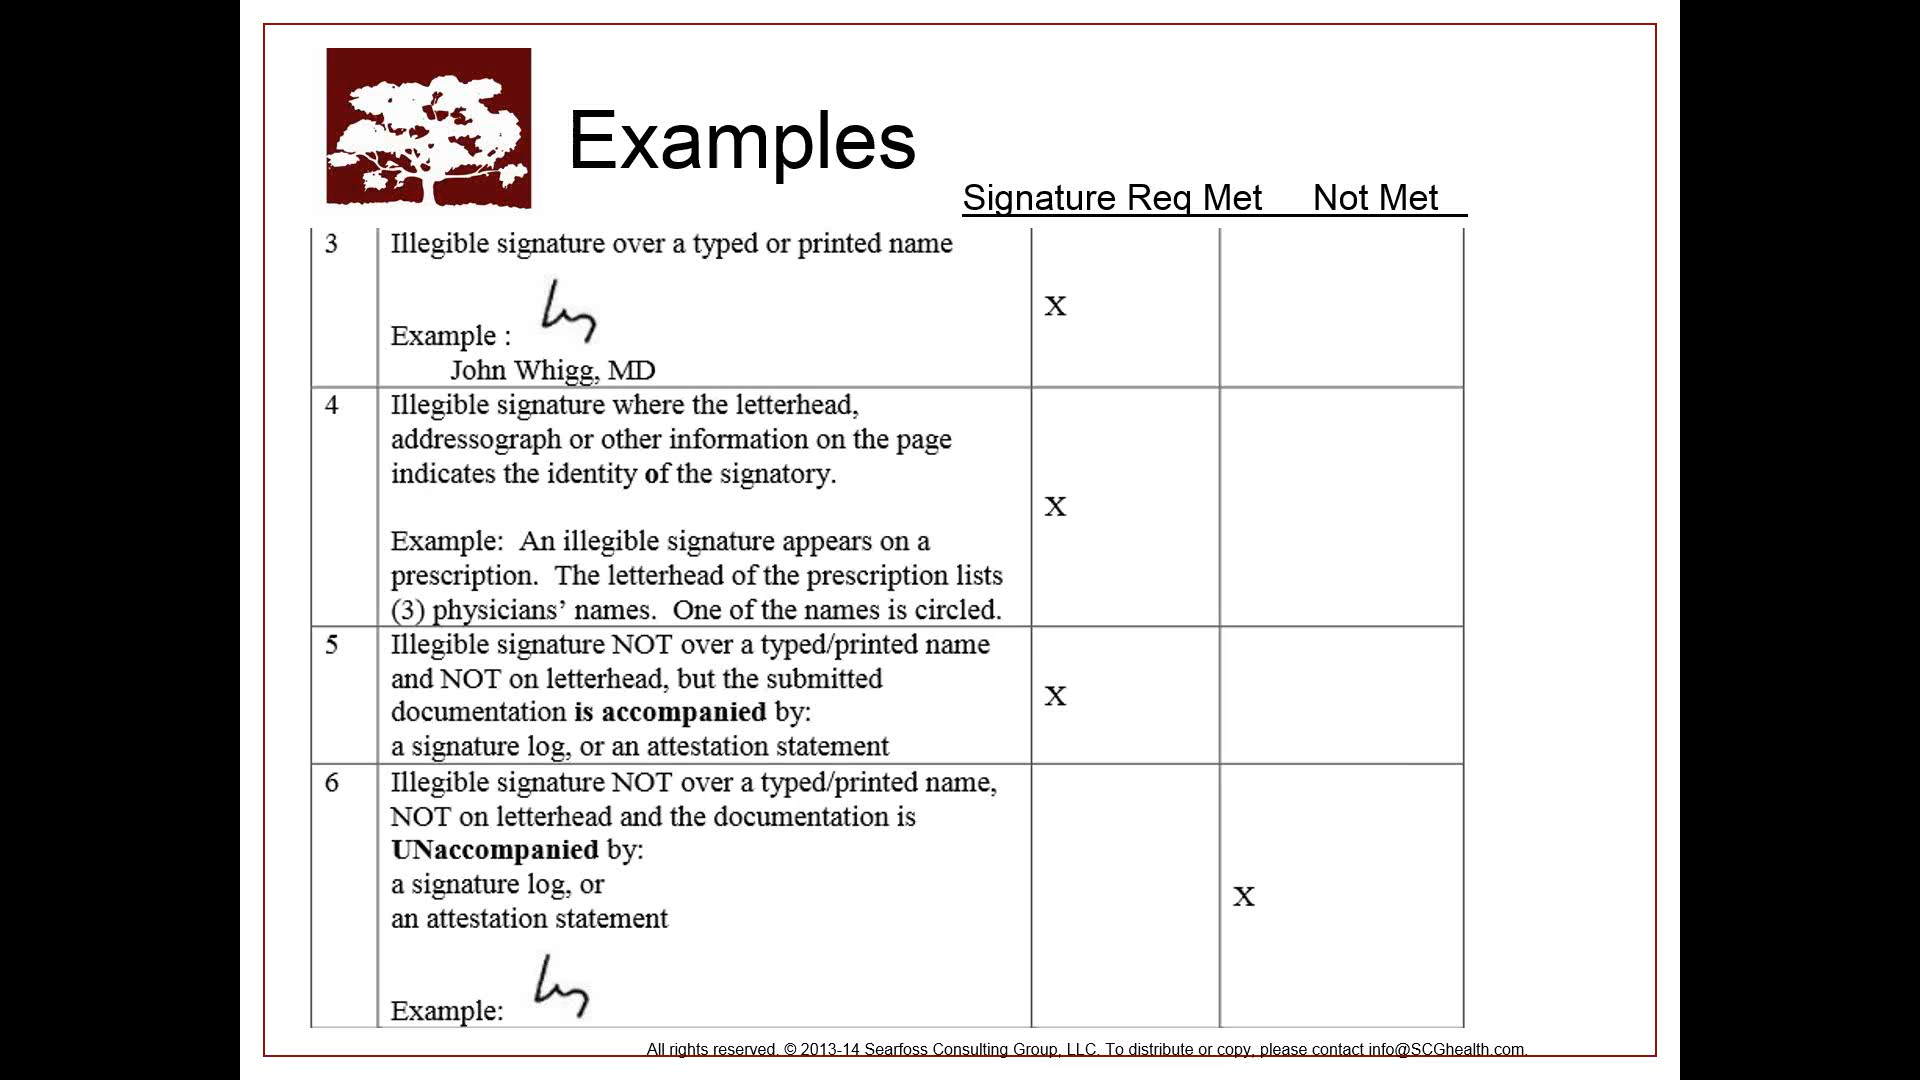 Examples
Signature Req Met Not Met
3 Illegible signature over a typed or printed name
X
Example :
John Whigg, MD
4 Illegible signature where the letterhead,
addressograph or other information on the page
indicates the identity of the signatory.
X
Example: An illegible signature appears on a
prescription. The letterhead of the prescription lists
(3) physicians’ names. One of the names is circled.
5 Illegible signature NOT over a typed/printed name
and NOT on letterhead, but the submitted
X
documentation is accompanied by:
a signature log, or an attestation statement
6 Illegible signature NOT over a typed/printed name,
NOT on letterhead and the documentation is
UNaccompanied by:
a signature log, or
X
an attestation statement
Example:
All rights reserved. © 2013-14 Searfoss Consulting Group, LLC. To distribute or copy, please contact info@SCGhealth.com.